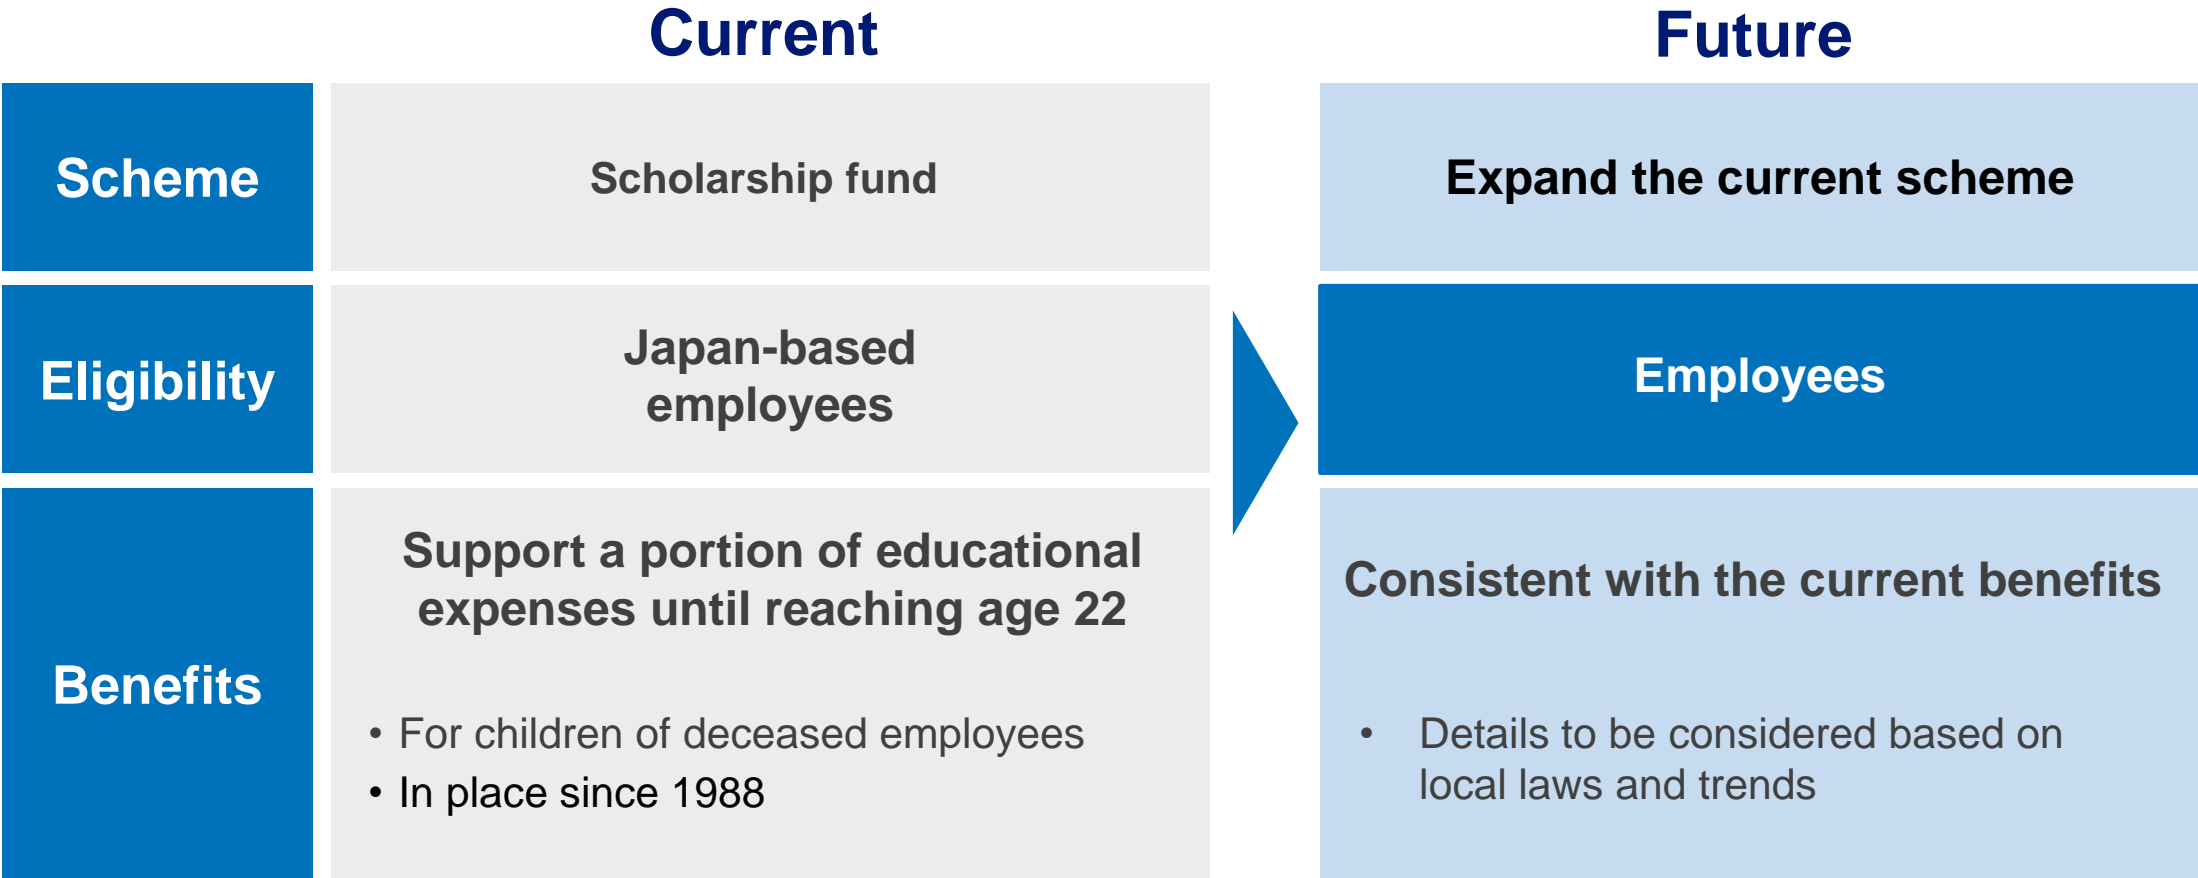 Current
Future
Scheme
Scholarship fund
Expand the current scheme
Eligibility
Japan-based
employees
Employees
Benefits
Support a portion of educational
expenses until reaching age 22
• For children of deceased employees
• In place since 1988
Consistent with the current benefits
• Details to be considered based on
local laws and trends